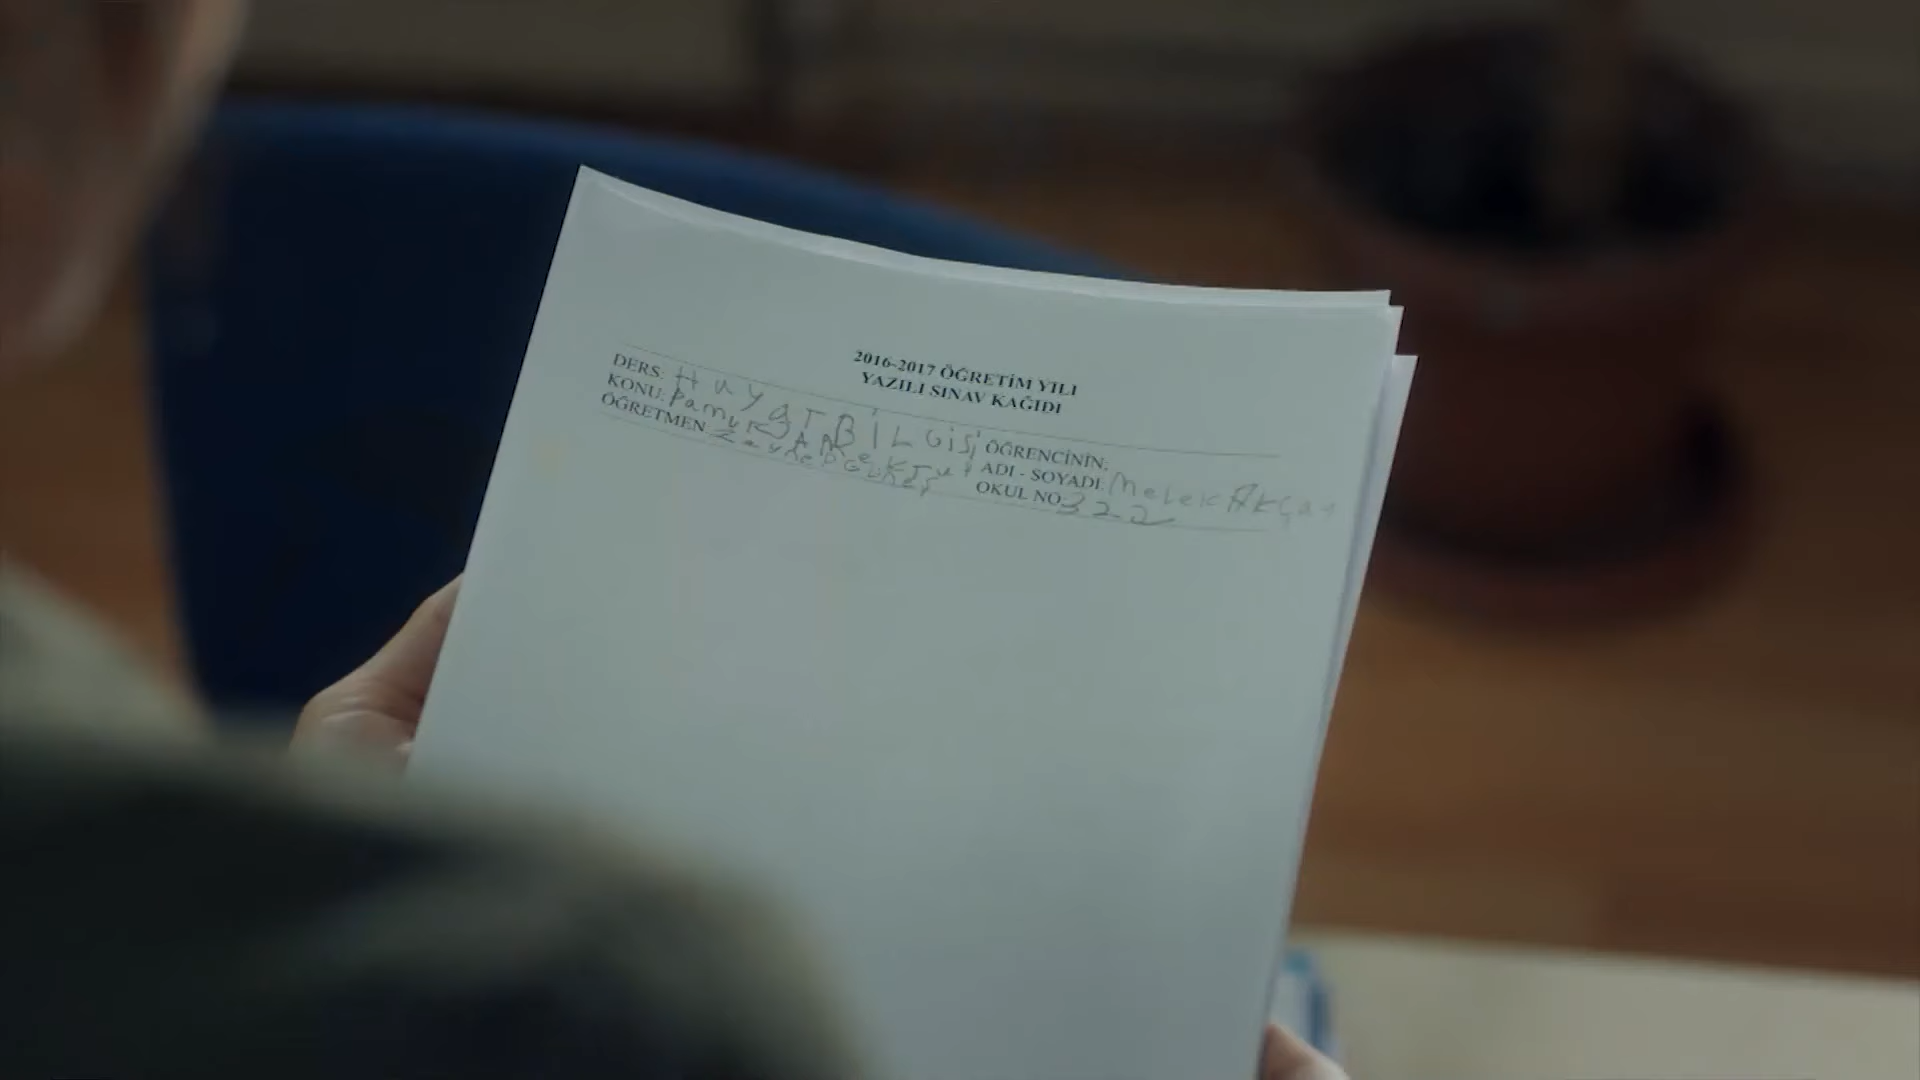 2016-2017 ÖĞRETİM YILI
YAZILI SINAV KAĞIDI
DERS: HayaT BİLGİSİ
KONU: Pamuk
ÖĞRETMEN Zeynep
ÖĞRENCİNİN:
ADI - SOYADI: Melek AKçay
OKUL NO: 322